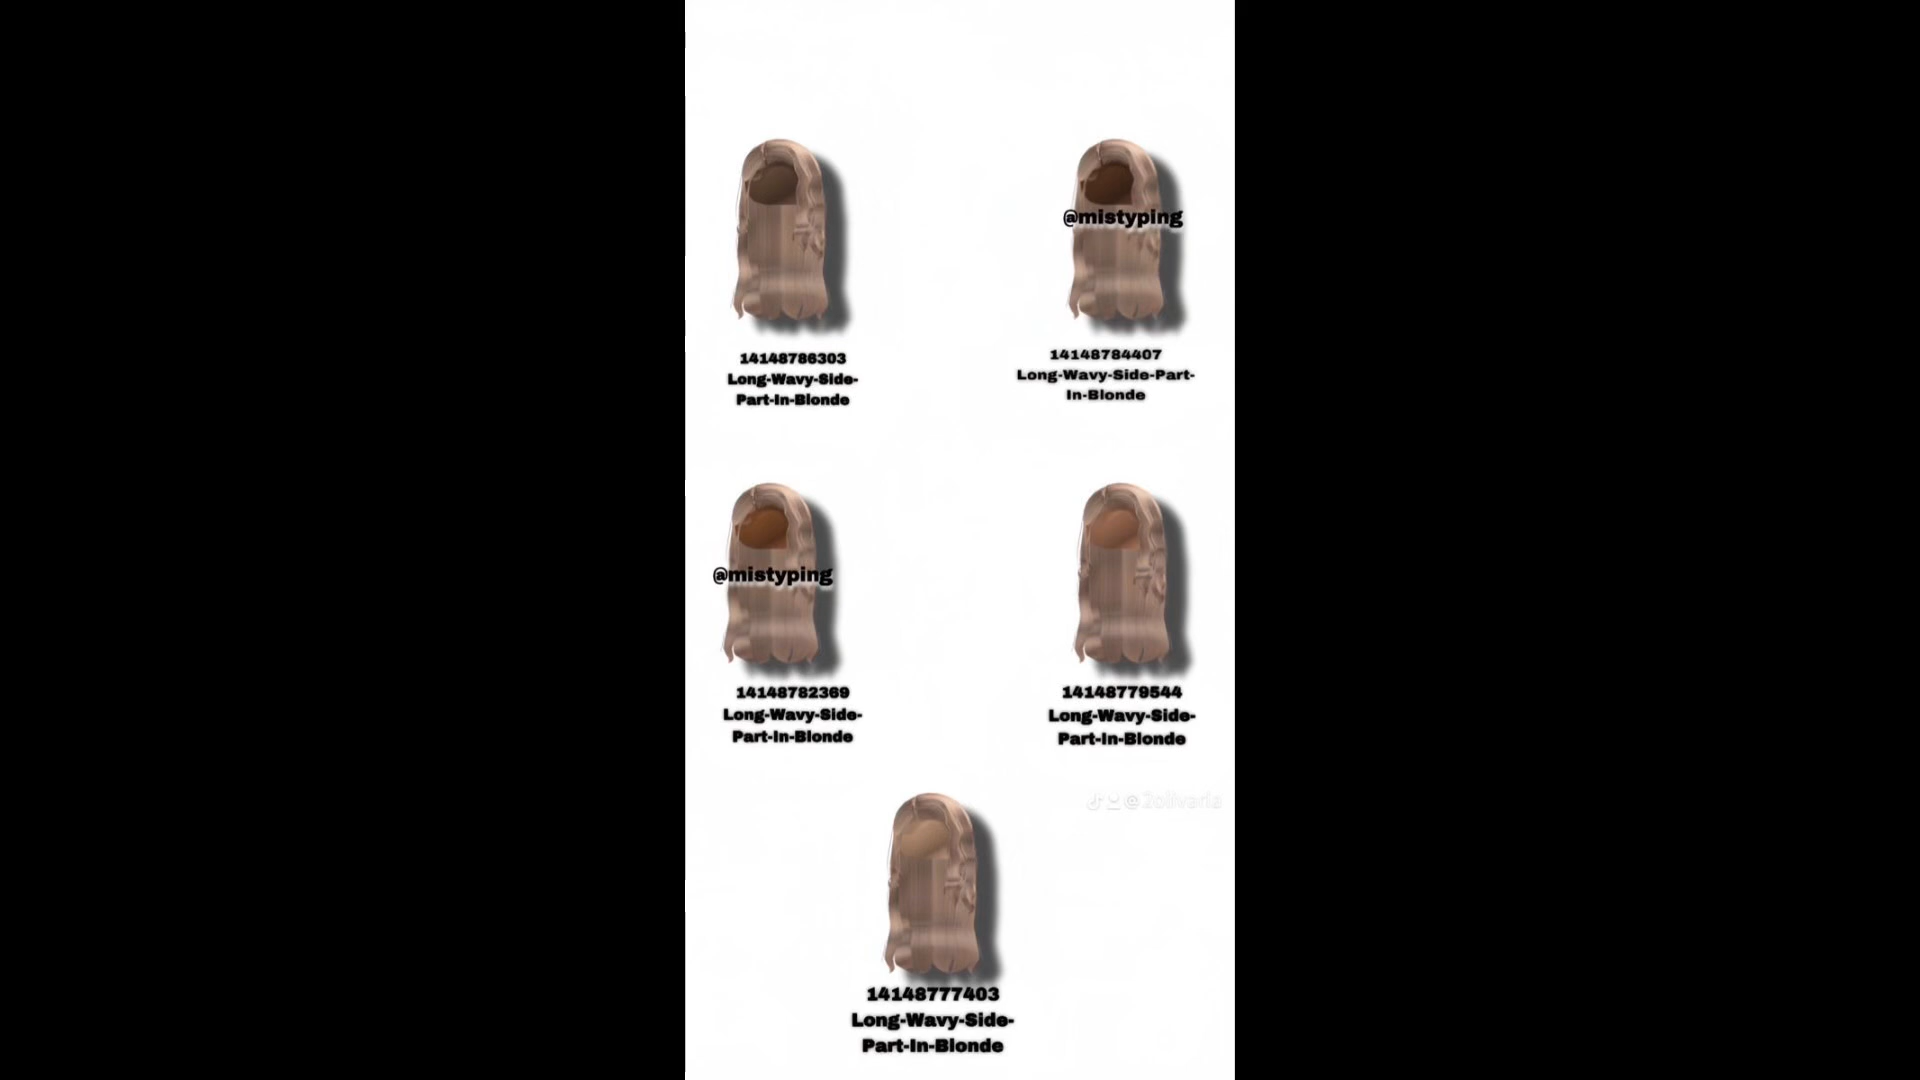 @mistyping
14148786303
Long-Wavy-Side-
Part-In-Blonde
14148784407
Long-Wavy-Side-Part-
In-Blonde
@mistyping
14148782369
Long-Wavy-Side-
Part-In-Blonde
14148779544
Long-Wavy-Side-
Part-In-Blonde
@2olivaria
14148777403
Long-Wavy-Side-
Part-In-Blonde